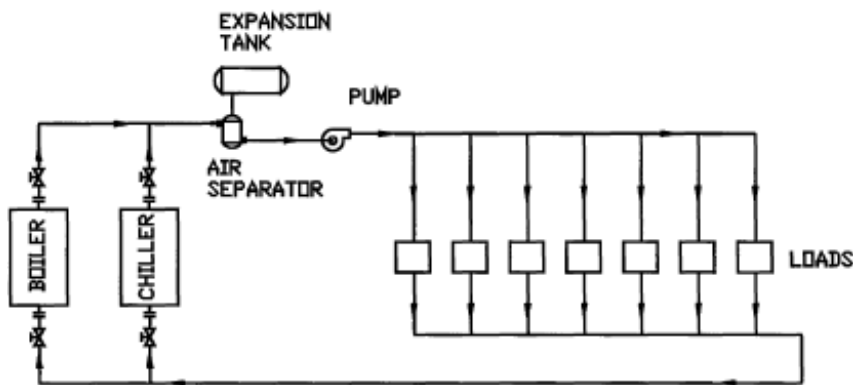 EXPANSION
TANK
PUMP
AIR
SEPARATOR
BOILER
CHILLER
LOADS